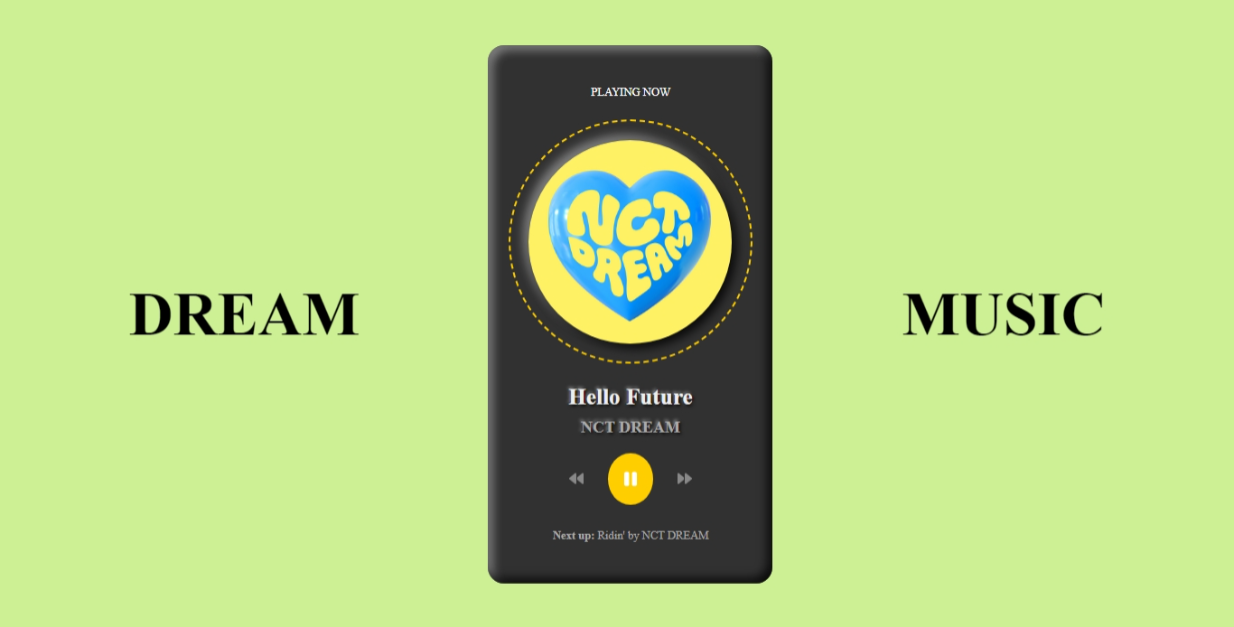 DREAM
PLAYING NOW
NCT
DREAM
Hello Future
NCT DREAM
Next up: Ridin' by NCT DREAM
MUSIC